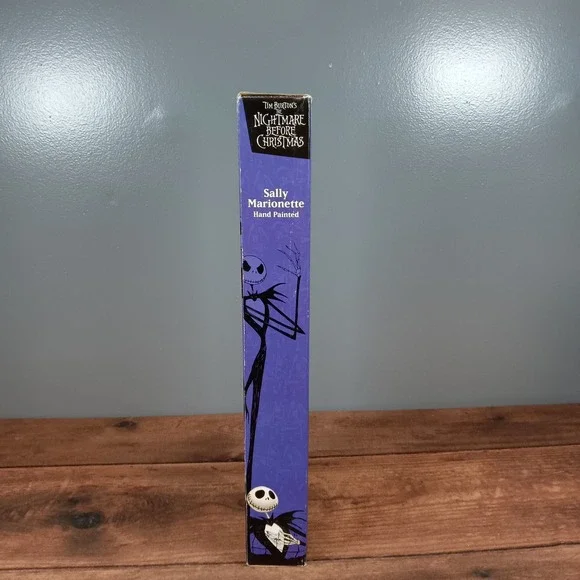 Tim Burton's
The
Nightmare
Before
Christmas
Sally
Marionette
Hand Painted